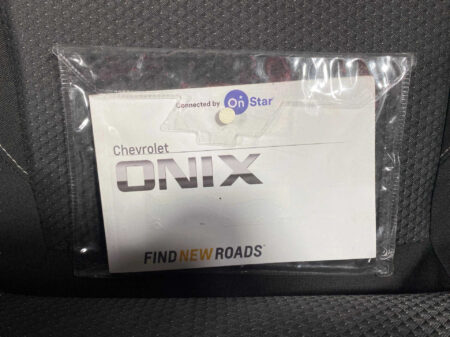 Connected by OnStar
Chevrolet
ONIX
FIND NEW ROADS